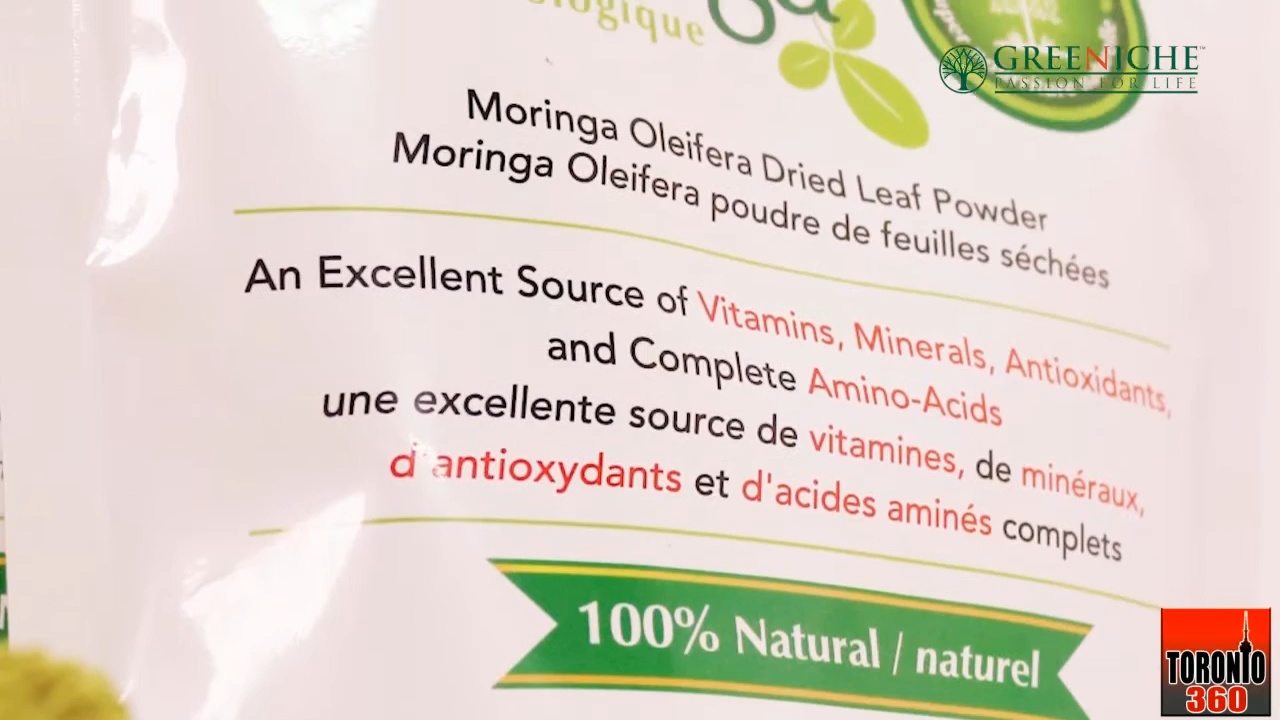 GREENICHE
PASSION FOR LIFE
Moringa Oleifera Dried Leaf Powder
Moringa Oleifera poudre de feuilles séchées
An Excellent Source of Vitamins, Minerals, Antioxidants,
and Complete Amino-Acids
une excellente source de vitamines, de minéraux,
d'antioxydants et d'acides aminés complets
100% Natural / naturel
TORONTO
360